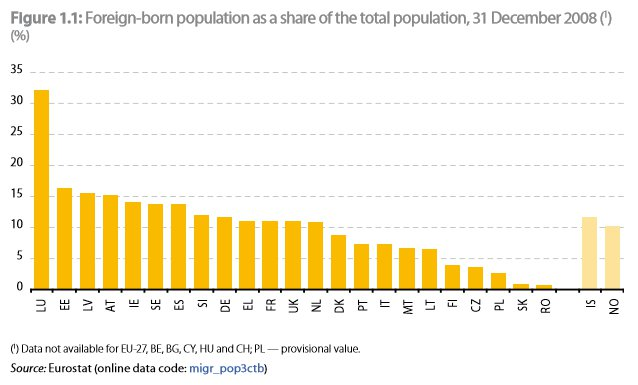 Figure 1.1: Foreign-born population as a share of the total population, 31 December 2008 (¹)
(%)
35
30
25
20
15
10
5
0
LU EE LV AT IE SE ES SI DE EL FR UK NL DK PT IT MT LT FI CZ PL SK RO IS NO
(¹) Data not available for EU-27, BE, BG, CY, HU and CH; PL — provisional value.
Source: Eurostat (online data code: migr_pop3ctb)